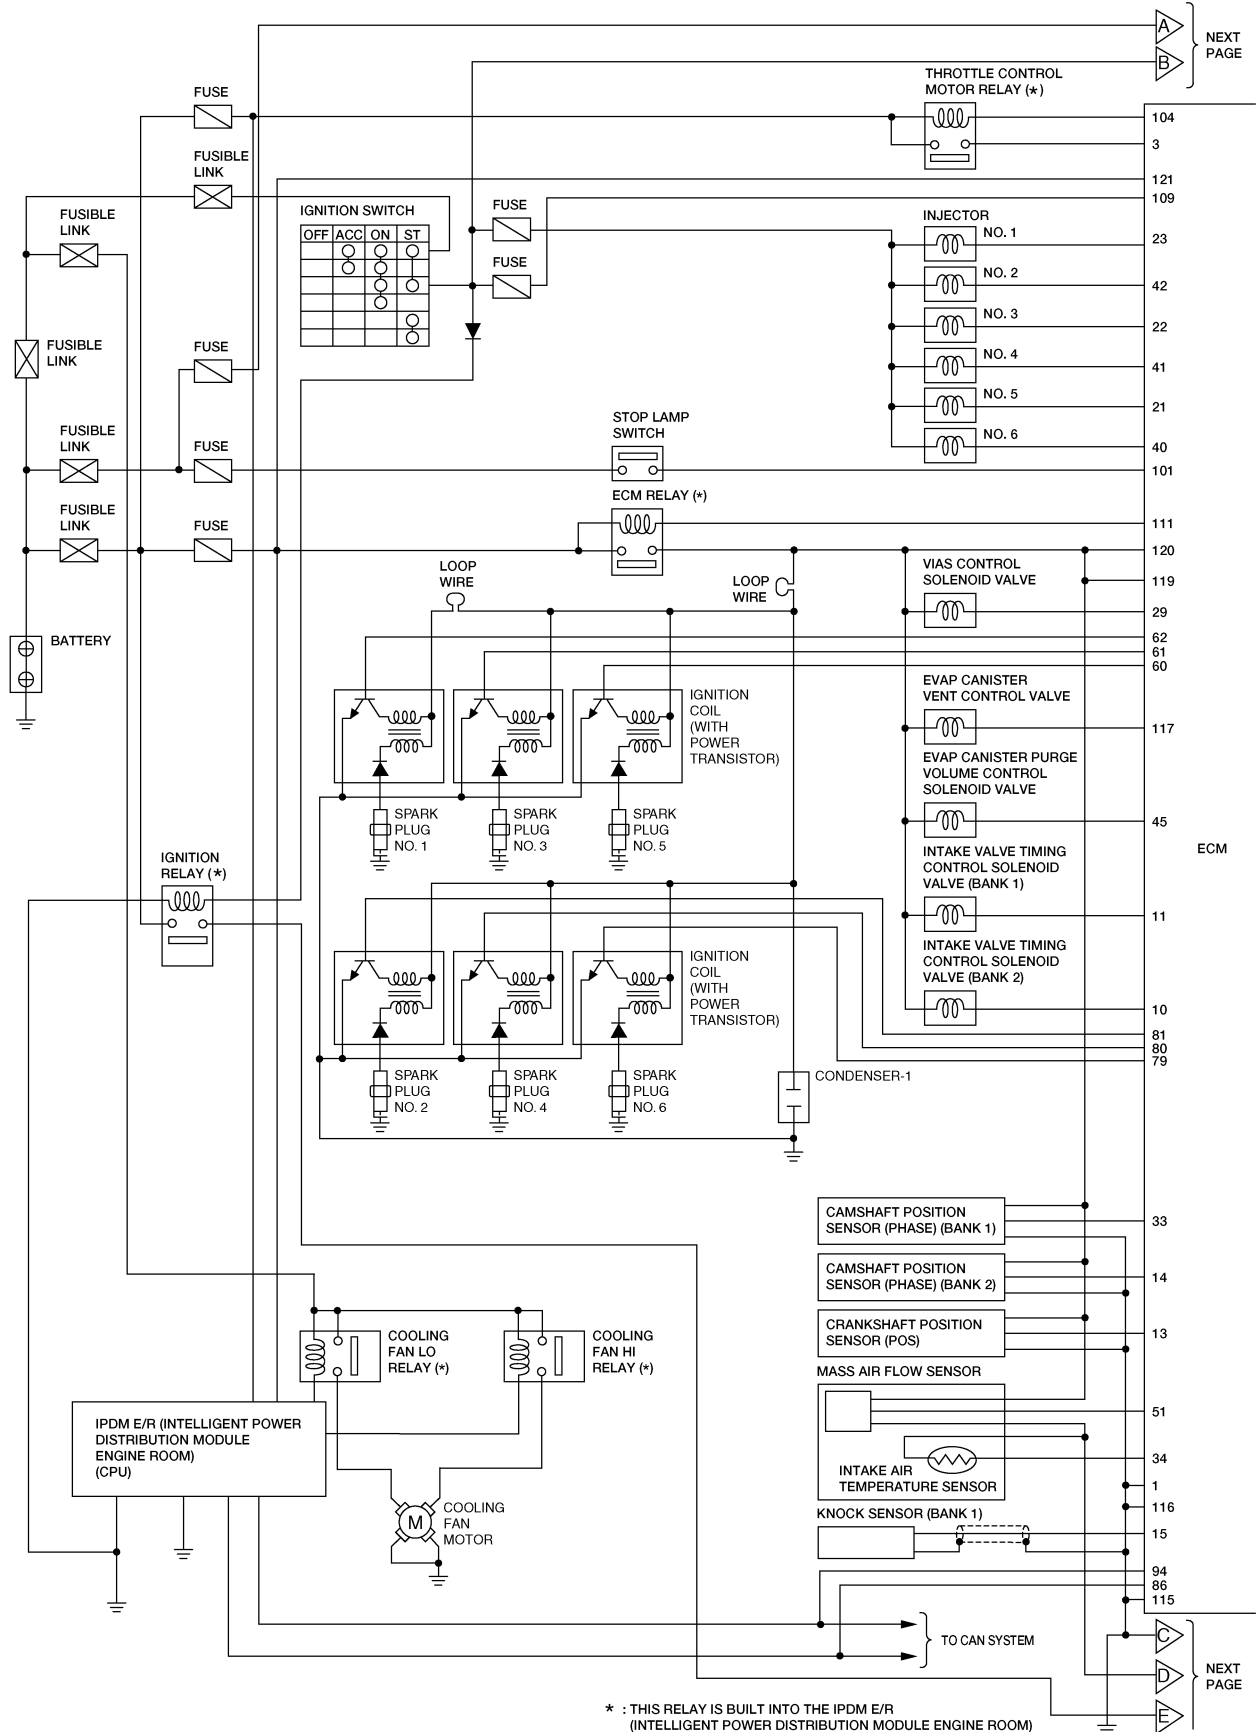 A
NEXT
PAGE
B
THROTTLE CONTROL
MOTOR RELAY (*)
FUSE
104
3
FUSIBLE
LINK
121
109
FUSIBLE
LINK
IGNITION SWITCH
OFF ACC ON ST
FUSE
INJECTOR
NO. 1
23
FUSE
NO. 2
42
NO. 3
22
FUSIBLE
LINK
FUSE
NO. 4
41
NO. 5
21
STOP LAMP
SWITCH
FUSIBLE
LINK
FUSE
NO. 6
40
101
ECM RELAY (*)
FUSIBLE
LINK
FUSE
111
120
LOOP
WIRE
LOOP
WIRE
VIAS CONTROL
SOLENOID VALVE
119
29
BATTERY
62
61
60
EVAP CANISTER
VENT CONTROL VALVE
IGNITION
COIL
(WITH
POWER
TRANSISTOR)
117
EVAP CANISTER PURGE
VOLUME CONTROL
SOLENOID VALVE
SPARK
PLUG
NO. 1
SPARK
PLUG
NO. 3
SPARK
PLUG
NO. 5
45
ECM
INTAKE VALVE TIMING
CONTROL SOLENOID
VALVE (BANK 1)
IGNITION
RELAY (*)
11
INTAKE VALVE TIMING
CONTROL SOLENOID
VALVE (BANK 2)
IGNITION
COIL
(WITH
POWER
TRANSISTOR)
10
81
80
79
SPARK
PLUG
NO. 2
SPARK
PLUG
NO. 4
SPARK
PLUG
NO. 6
CONDENSER-1
CAMSHAFT POSITION
SENSOR (PHASE) (BANK 1)
33
CAMSHAFT POSITION
SENSOR (PHASE) (BANK 2)
14
CRANKSHAFT POSITION
SENSOR (POS)
13
COOLING
FAN LO
RELAY (*)
COOLING
FAN HI
RELAY (*)
MASS AIR FLOW SENSOR
51
IPDM E/R (INTELLIGENT POWER
DISTRIBUTION MODULE
ENGINE ROOM)
(CPU)
34
INTAKE AIR
TEMPERATURE SENSOR
1
116
KNOCK SENSOR (BANK 1)
15
M
COOLING
FAN
MOTOR
94
86
115
TO CAN SYSTEM
C
D
E
NEXT
PAGE
* : THIS RELAY IS BUILT INTO THE IPDM E/R
(INTELLIGENT POWER DISTRIBUTION MODULE ENGINE ROOM)